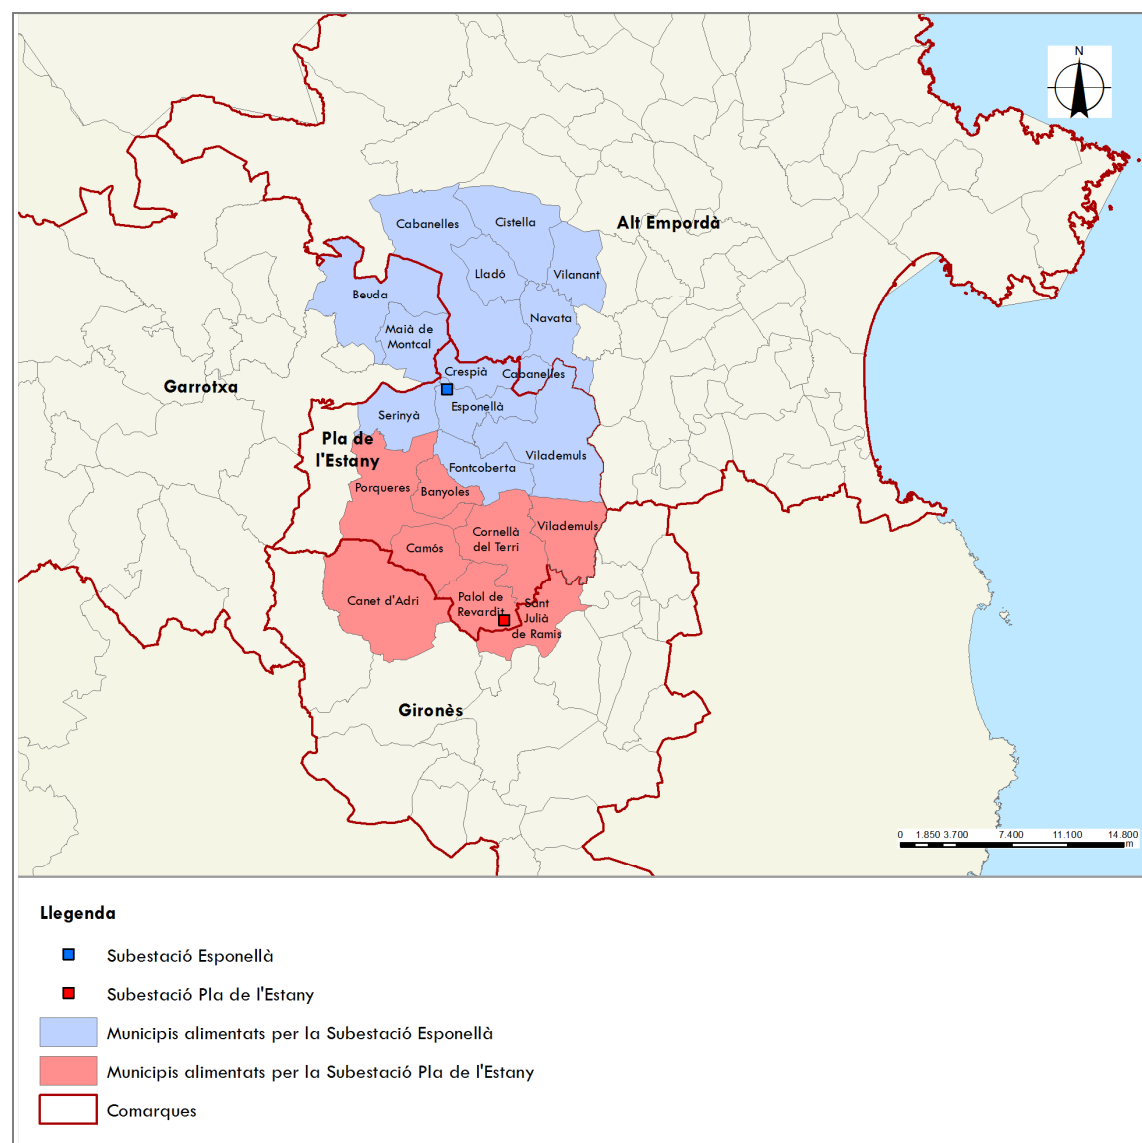 N
Cabanelles
Cistella
Alt Empordà
Lladó
Vilanant
Beuda
Navata
Maià de
Montcal
Crespià
Cabanelles
Garrotxa
Esponellà
Serinyà
Pla de
l'Estany
Vilademuls
Fontcoberta
Porqueres
Banyoles
Vilademuls
Cornellà
del Terri
Camós
Canet d'Adri
Palol de
Revardit
Sant
Julià
de Ramis
Gironès
0 1.850 3.700 7.400 11.100 14.800
m
Llegenda
Subestació Esponellà
Subestació Pla de l'Estany
Municipis alimentats per la Subestació Esponellà
Municipis alimentats per la Subestació Pla de l'Estany
Comarques